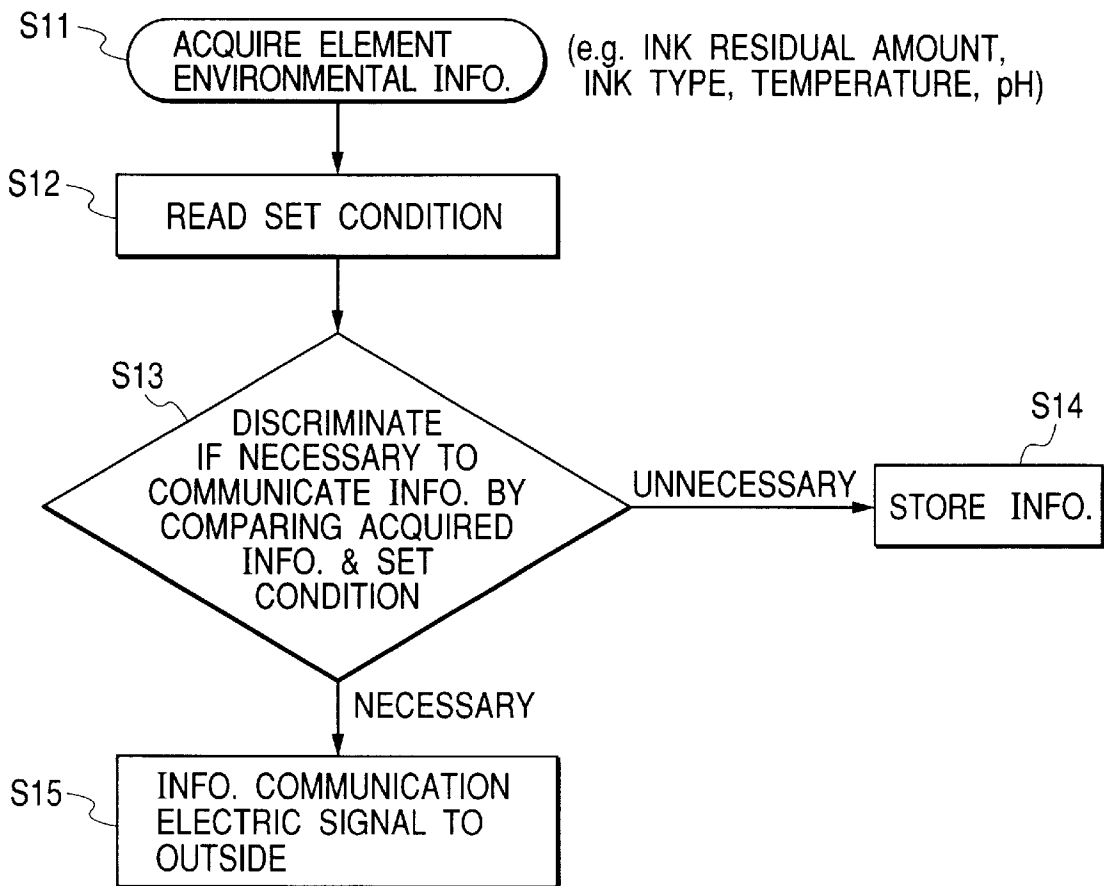 S11
ACQUIRE ELEMENT
ENVIRONMENTAL INFO.
(e.g. INK RESIDUAL AMOUNT,
INK TYPE, TEMPERATURE, pH)
S12
READ SET CONDITION
S13
DISCRIMINATE
IF NECESSARY TO
COMMUNICATE INFO. BY
COMPARING ACQUIRED
INFO. & SET
CONDITION
UNNECESSARY
S14
STORE INFO.
NECESSARY
S15
INFO. COMMUNICATION
ELECTRIC SIGNAL TO
OUTSIDE